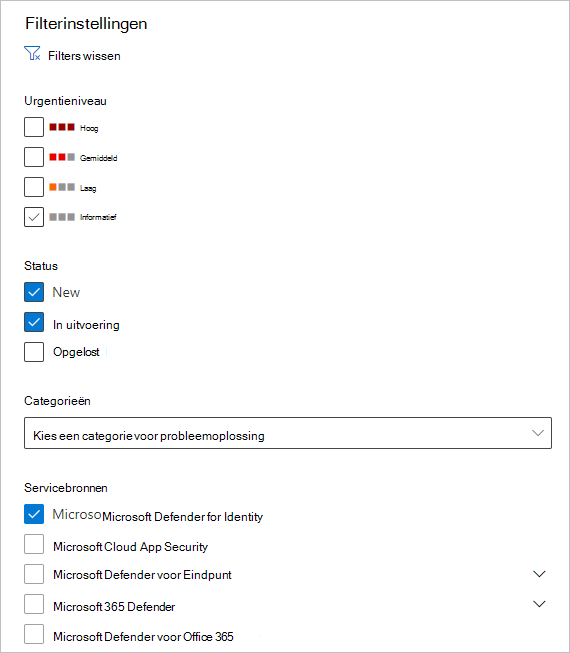 Filterinstellingen
Filters wissen
Urgentieniveau
Hoog
Gemiddeld
Laag
Informatief
Status
New
In uitvoering
Opgelost
Categorieën
Kies een categorie voor probleemoplossing
Servicebronnen
Microso Microsoft Defender for Identity
Microsoft Cloud App Security
Microsoft Defender voor Eindpunt
Microsoft 365 Defender
Microsoft Defender voor Office 365